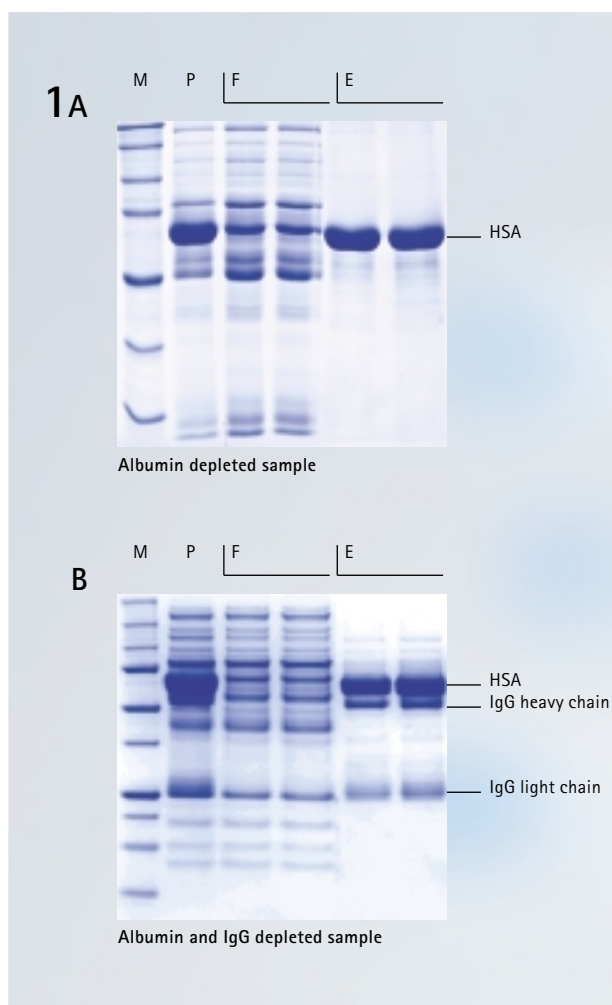 1A
M P F E
HSA
Albumin depleted sample
B
M P F E
HSA
IgG heavy chain
IgG light chain
Albumin and IgG depleted sample